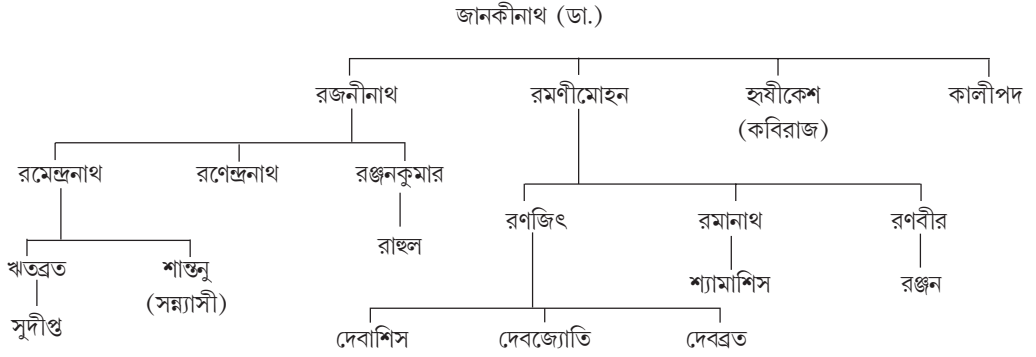 জানকীনাথ (ডা.)
রজনীনাথ রমণীমোহন হৃষীকেশ কালীপদ
(কবিরাজ)
রমেন্দ্রনাথ রণেন্দ্রনাথ রঞ্জনকুমার
রণজিৎ রমানাথ রণবীর
রাহুল
ঋতব্রত শান্তনু শ্যামাশিস রঞ্জন
(সন্ন্যাসী)
সুদীপ্ত
দেবাশিস দেবজ্যোতি দেবব্রত